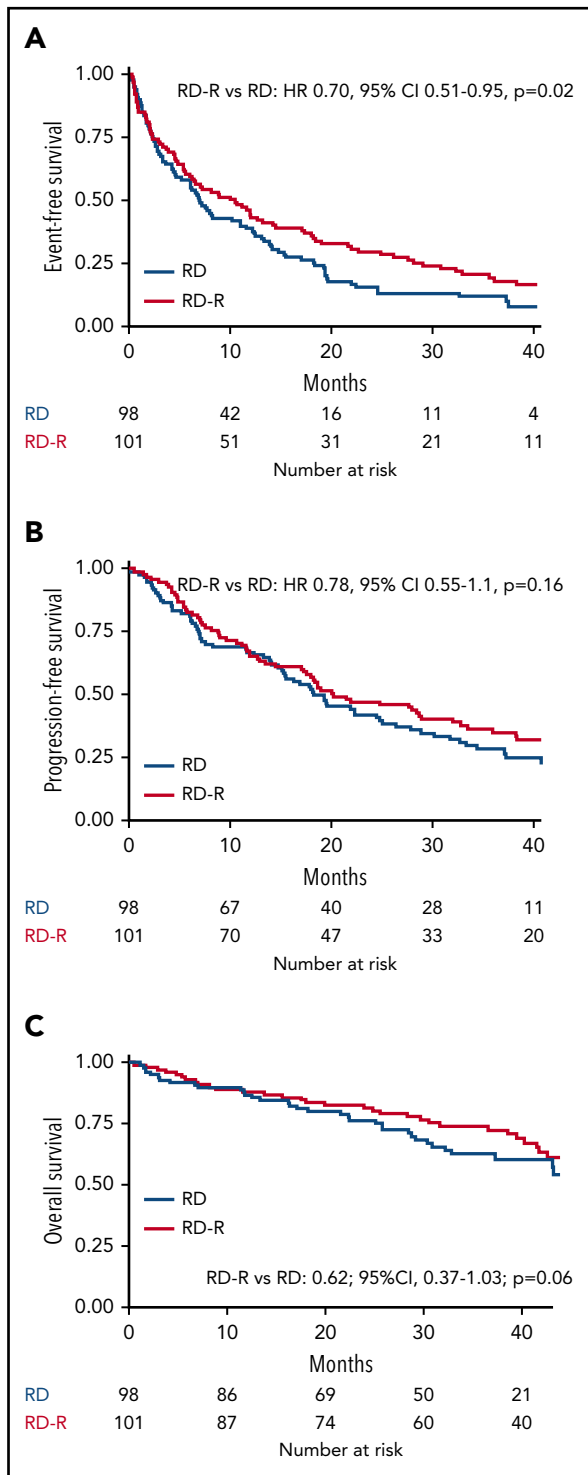 A
1.00
RD-R vs RD: HR 0.70, 95% CI 0.51-0.95, p=0.02
0.75
0.50
0.25
0.00
Event-free survival
RD
RD-R
0 10 20 30 40
Months
RD 98 42 16 11 4
RD-R 101 51 31 21 11
Number at risk
B
1.00
RD-R vs RD: HR 0.78, 95% CI 0.55-1.1, p=0.16
0.75
0.50
0.25
0.00
Progression-free survival
RD
RD-R
0 10 20 30 40
Months
RD 98 67 40 28 11
RD-R 101 70 47 33 20
Number at risk
C
1.00
0.75
0.50
0.25
0.00
Overall survival
RD
RD-R
RD-R vs RD: 0.62; 95%CI, 0.37-1.03; p=0.06
0 10 20 30 40
Months
RD 98 86 69 50 21
RD-R 101 87 74 60 40
Number at risk